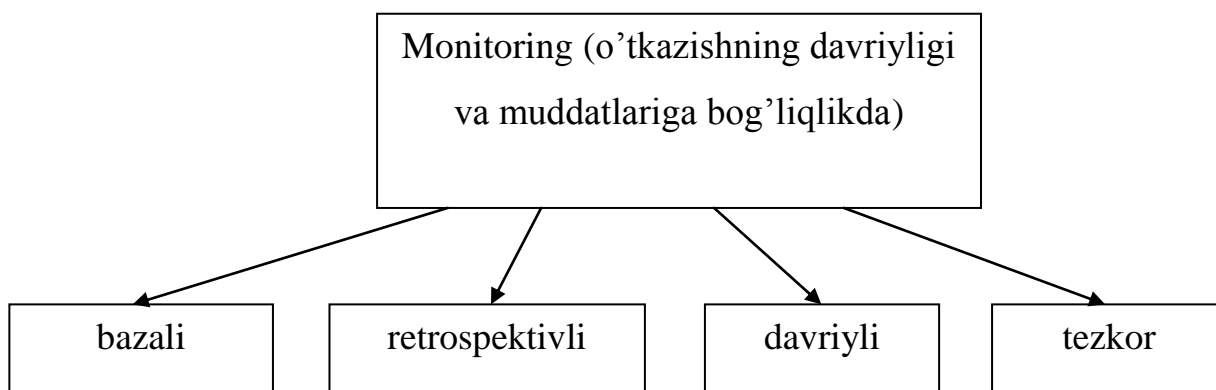 Monitoring (o’tkazishning davriyligi
va muddatlariga bog’liqlikda)
bazali
retrospektivli
davriyli
tezkor